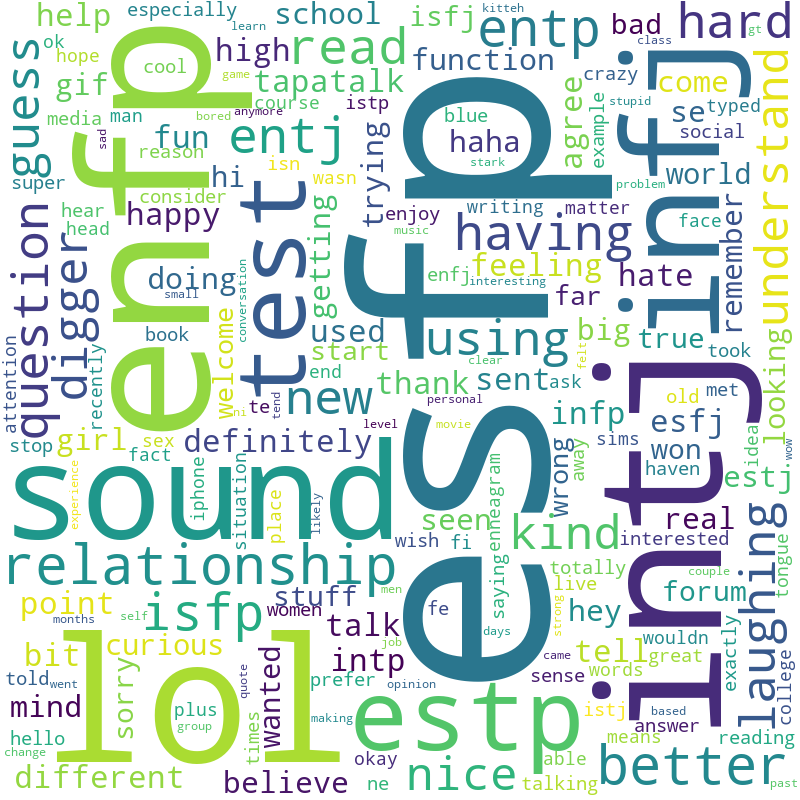 help
especially
school
isfj
kitteh
learn
entp
bad
hard
ok
hope
gif
cool
high
read
function
crazy
class
gt
guess
media
man
game
bored
anymore
tapatalk
course
istp
blue
haha
stark
agree
example
stupid
come
se
typed
social
enfp
sad
fun
reason
isn
hi
wasn
trying
esfp
problem
world
infj
understand
super
hear
head
consider
happy
entj
test
getting
enjoy
writing
music
matter
face
remember
question
digger
doing
small
book
conversation
welcome
used
start
end
having
feeling
enfj
interesting
far
hate
big
true
took
looking
using
clear
felt
attention
recently
stop
girl
sex
fact
te
ni
tend
new
thank
sent
ask
personal
level
movie
definitely
infp
away
wrong
old
met
esfj
sims
won
haven
idea
wow
estj
intj
sound
experience
iphone
situation
place
likely
seen
enneagram
saying
kind
real
interested
relationship
wish
fi
totally
tongue
laughing
point
months
self
isfp
stuff
women
men
fe
days
strong
live
couple
forum
hey
college
curious
bit
lol
talk
job
intp
opinion
came
sense
wouldn
exactly
tell
great
words
told
went
mind
sorry
plus
group
quote
wanted
prefer
making
estp
istj
answer
based
means
reading
hello
change
different
times
believe
okay
ne
nice
able
talking
better
past